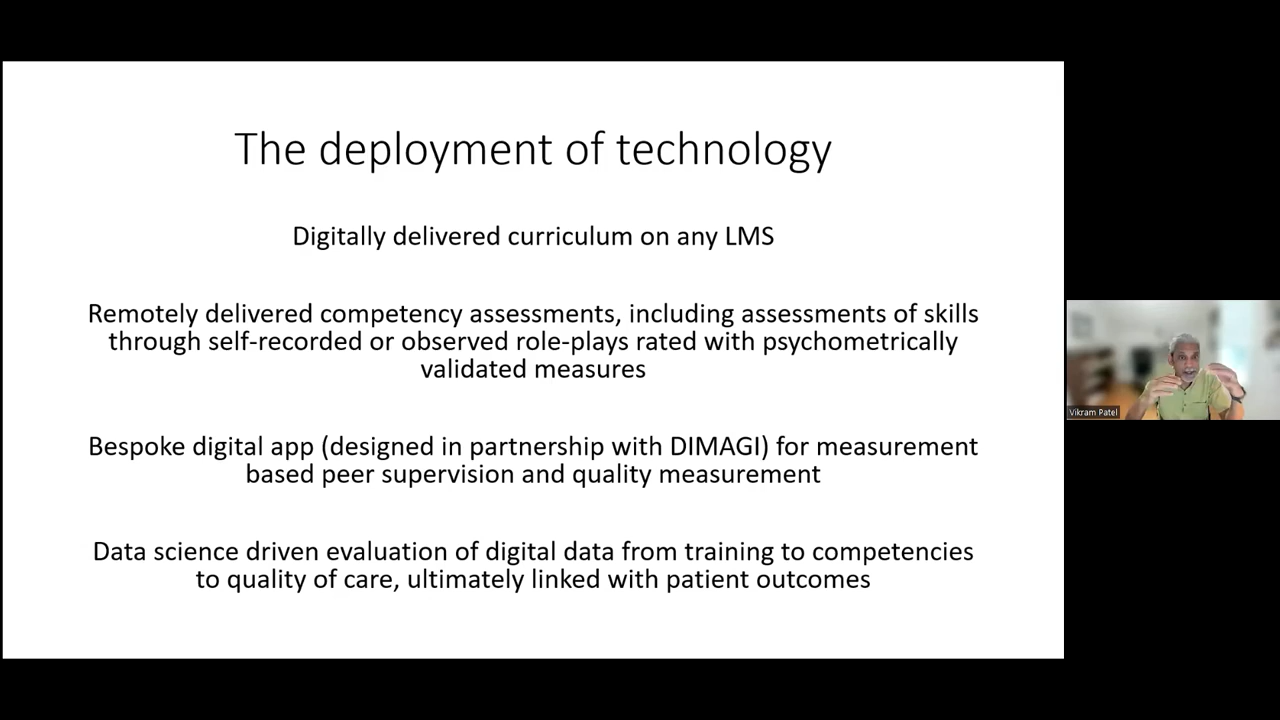 The deployment of technology
Digitally delivered curriculum on any LMS
Remotely delivered competency assessments, including assessments of skills
through self-recorded or observed role-plays rated with psychometrically
validated measures
Bespoke digital app (designed in partnership with DIMAGI) for measurement
based peer supervision and quality measurement
Data science driven evaluation of digital data from training to competencies
to quality of care, ultimately linked with patient outcomes
Vikram Patel